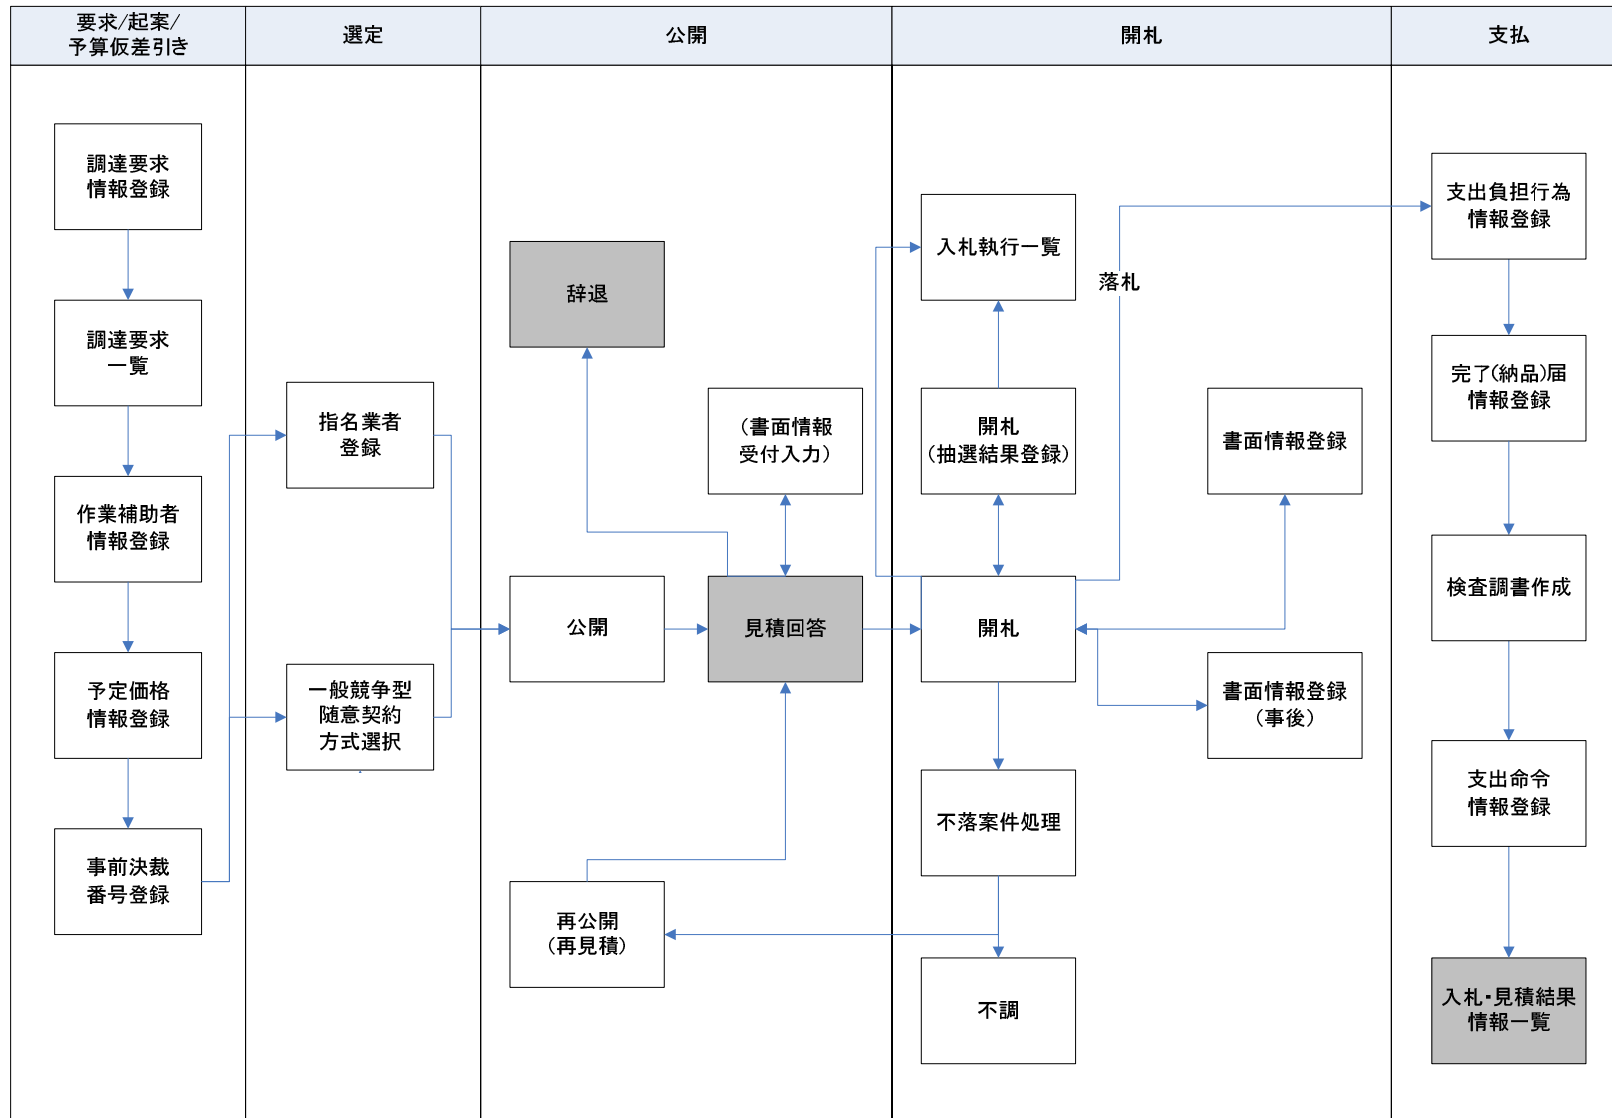 要求/起案/
予算仮差引き
選定
公開
開札
支払
調達要求
情報登録
調達要求
一覧
作業補助者
情報登録
予定価格
情報登録
事前決裁
番号登録
指名業者
登録
一般競争型
随意契約
方式選択
辞退
（書面情報
受付入力）
公開
見積回答
再公開
（再見積）
入札執行一覧
開札
（抽選結果登録）
開札
不落案件処理
不調
落札
書面情報登録
書面情報登録
（事後）
支出負担行為
情報登録
完了（納品）届
情報登録
検査調書作成
支出命令
情報登録
入札・見積結果
情報一覧